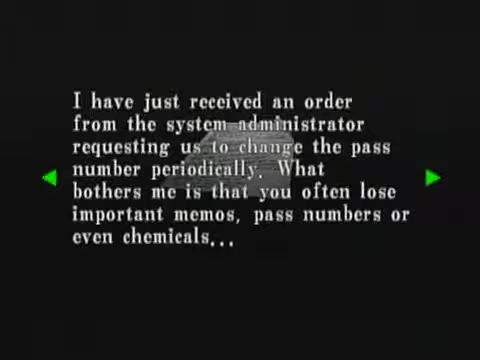 I have just received an order
from the system administrator
requesting us to change the pass
number periodically. What
bothers me is that you often lose
important memos, pass numbers or
even chemicals...